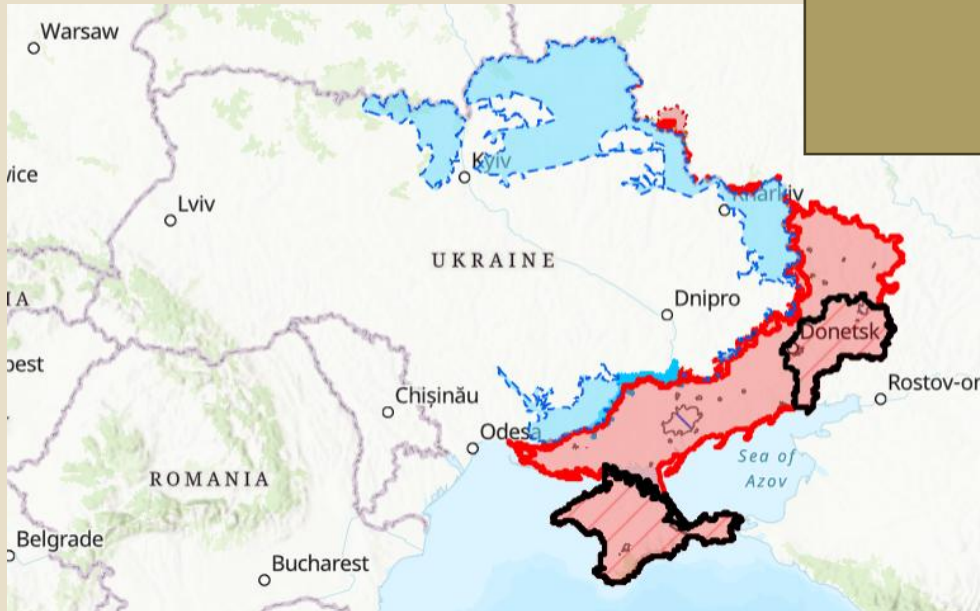 Warsaw
Kyiv
vice
Lviv
Kharkiv
UKRAINE
IA
Dnipro
Donetsk
pest
Rostov-on
Chișinău
Odesa
Sea of
Azov
ROMANIA
Belgrade
Bucharest